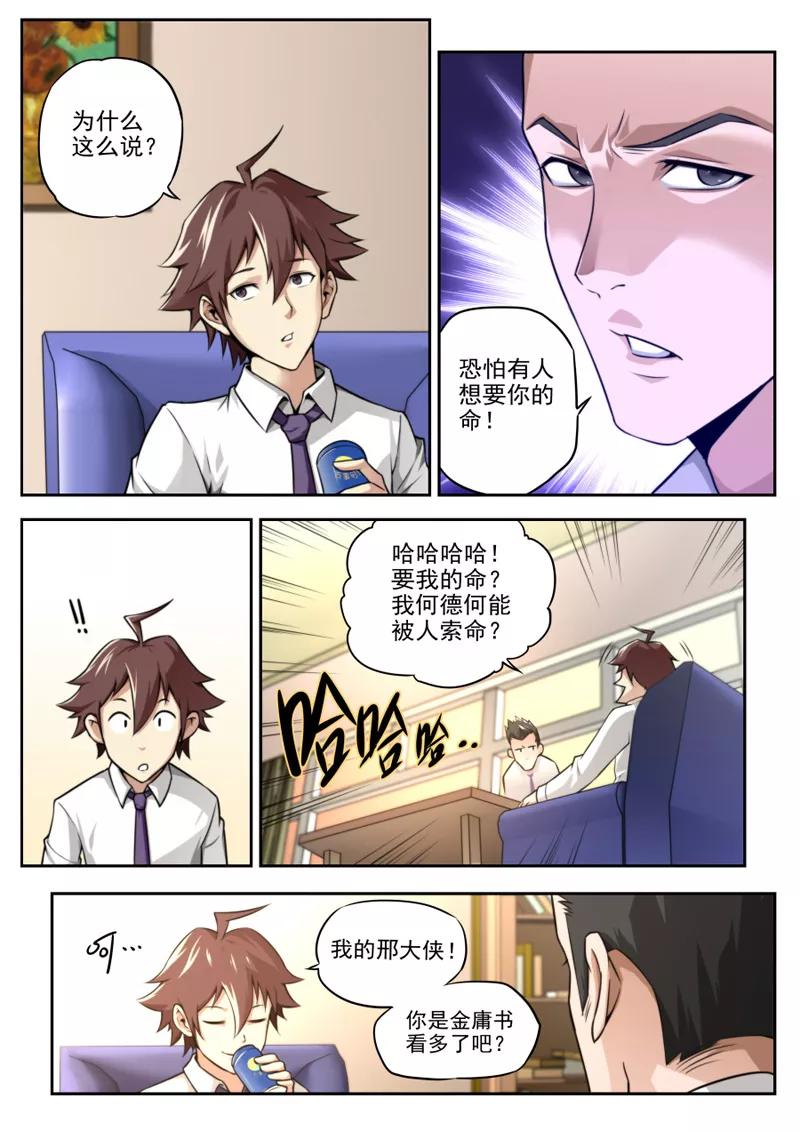 为什么
这么说？
恐怕有人
想要你的
命！
!!
哈哈哈哈！
要我的命？
我何德何能
被人索命？
哈哈哈..
呵...
我的邢大侠！
你是金庸书
看多了吧？